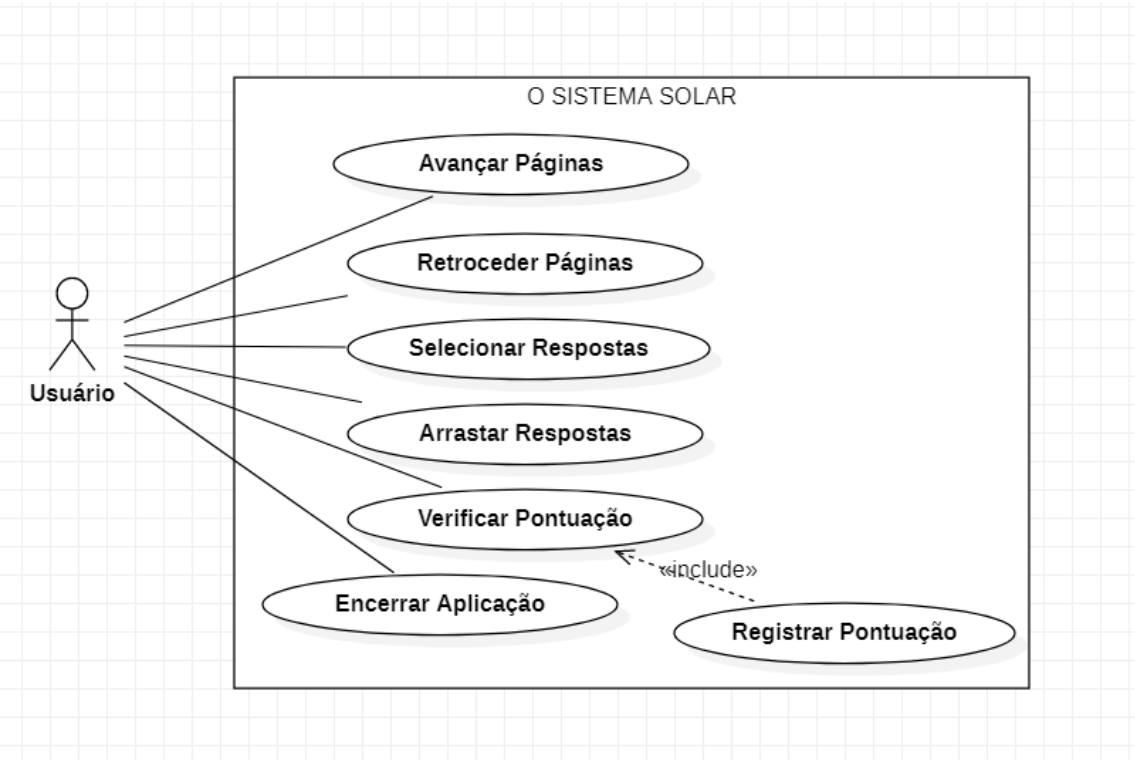 O SISTEMA SOLAR
Avançar Páginas
Retroceder Páginas
Selecionar Respostas
Usuário
Arrastar Respostas
Verificar Pontuação
«include»
Encerrar Aplicação
Registrar Pontuação